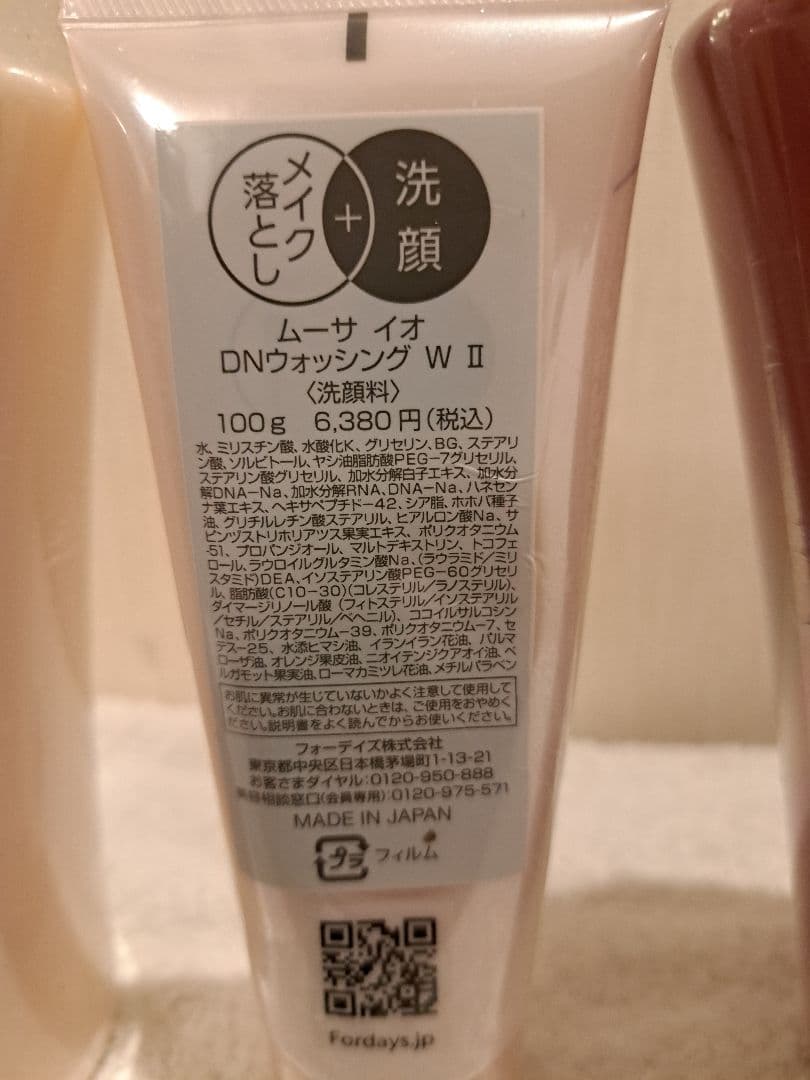 メイク落とし
+
洗顔
ムーサ イオ
DNウォッシング W Ⅱ
〈洗顔料〉
100g 6,380円(税込)
水、ミリスチン酸、水酸化K、グリセリン、BG、ステアリ
ン酸、ソルビトール、ヤシ油脂肪酸PEG-7グリセリル、
ステアリン酸グリセリル、加水分解白子エキス、加水分
解DNA-Na、加水分解RNA、DNA-Na、ハネセン
ナ葉エキス、ヘキサペプチド-42、シア脂、ホホバ種子
油、グリチルレチン酸ステアリル、ヒアルロン酸Na、サ
ピンヅストリホリアツス果実エキス、ポリクオタニウム
-51、プロパンジオール、マルトデキストリン、トコフェ
ロール、ラウロイルグルタミン酸Na、(ラウラミド/ミリ
スタミド)DEA、イソステアリン酸PEG-60グリセリ
ル、脂肪酸(C10-30)(コレステリル/ラノステリル)、
ダイマージリノール酸(フィトステリル/イソステアリル
/セチル/ステアリル/ベヘニル)、ココイルサルコシン
Na、ポリクオタニウム-39、ポリクオタニウム-7、セ
テス-25、水添ヒマシ油、イランイラン花油、パルマ
ローザ油、オレンジ果皮油、ニオイテンジクアオイ油、ベ
ルガモット果実油、ローマカミツレ花油、メチルパラベン
お肌に異常が生じていないかよく注意して使用して
ください。お肌に合わないときは、ご使用をおやめく
ださい。説明書をよく読んでからお使いください。
フォーデイズ株式会社
東京都中央区日本橋茅場町1-13-21
お客さまダイヤル:0120-950-888
美容相談窓口(会員専用):0120-975-571
MADE IN JAPAN
プラ フィルム
Fordays.jp